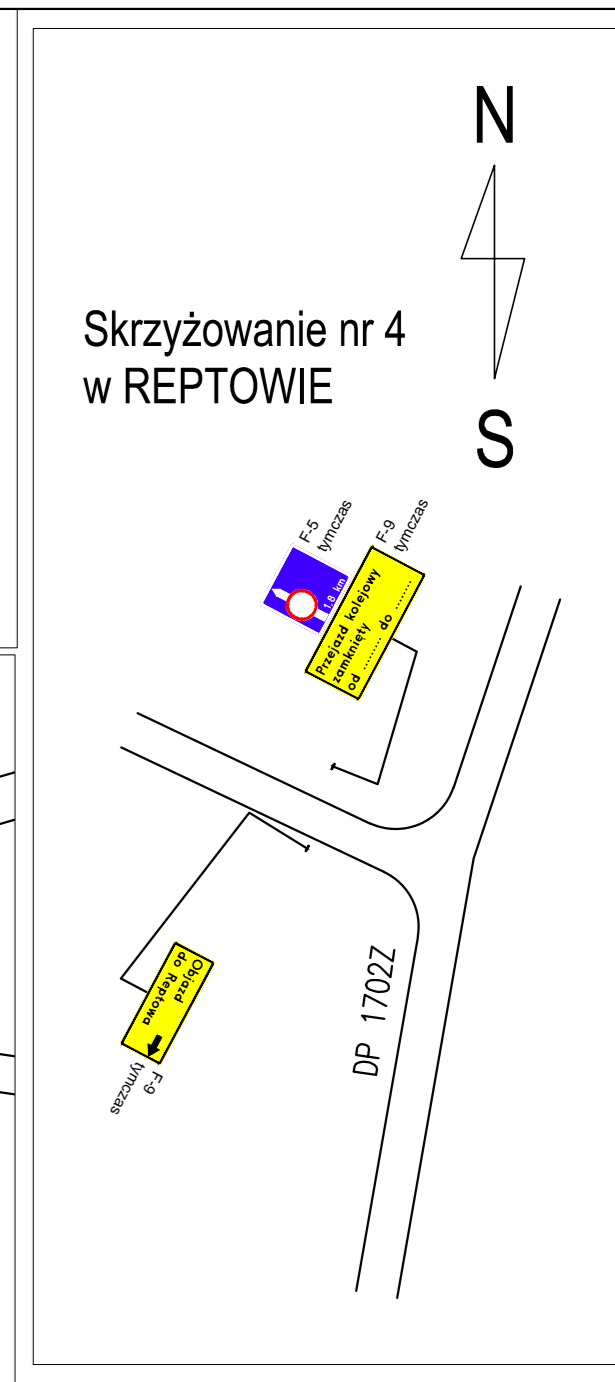 N
Skrzyżowanie nr 4
w REPTOWIE
S
F-5
tymczas
F-9
tymczas
1.8 km
Przejazd kolejowy
zamknięty
od ......... do .........
DP 1702Z
Objazd
do Reptowa
F-9
tymczas